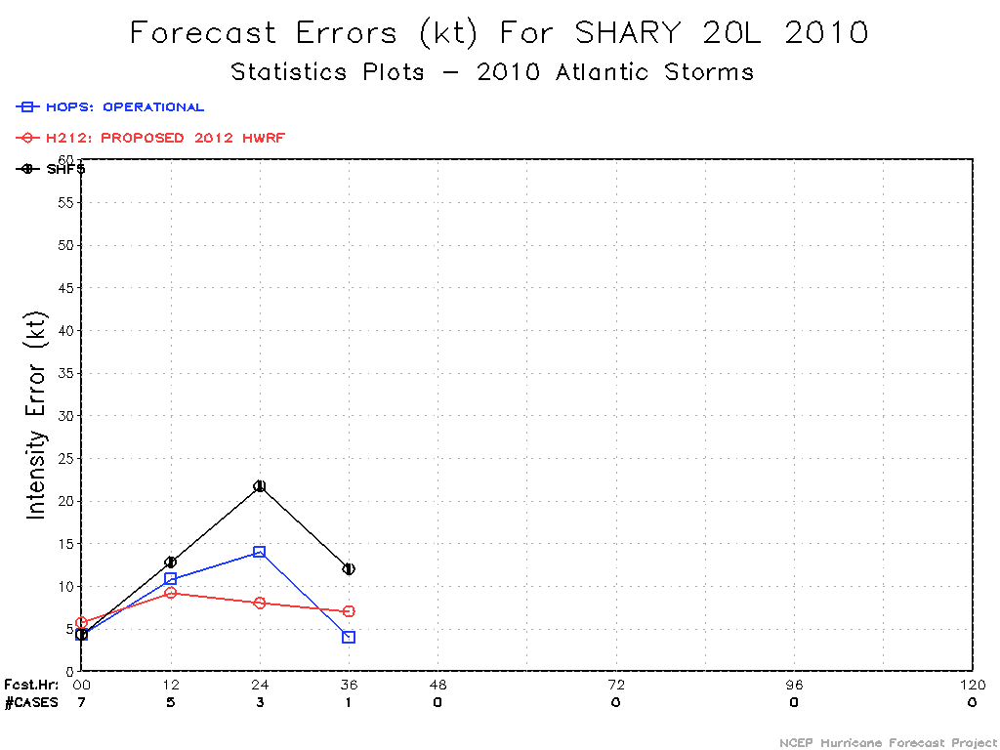 Forecast Errors (kt) For SHARY 20L 2010
Statistics Plots - 2010 Atlantic Storms
HOPS: OPERATIONAL
H212: PROPOSED 2012 HWRF
SHF5
60
55
50
45
40
35
30
25
20
15
10
5
0
Intensity Error (kt)
Fcst.Hr: 00 12 24 36 48 72 96 120
#CASES 7 5 3 1 0 0 0 0
NCEP Hurricane Forecast Project